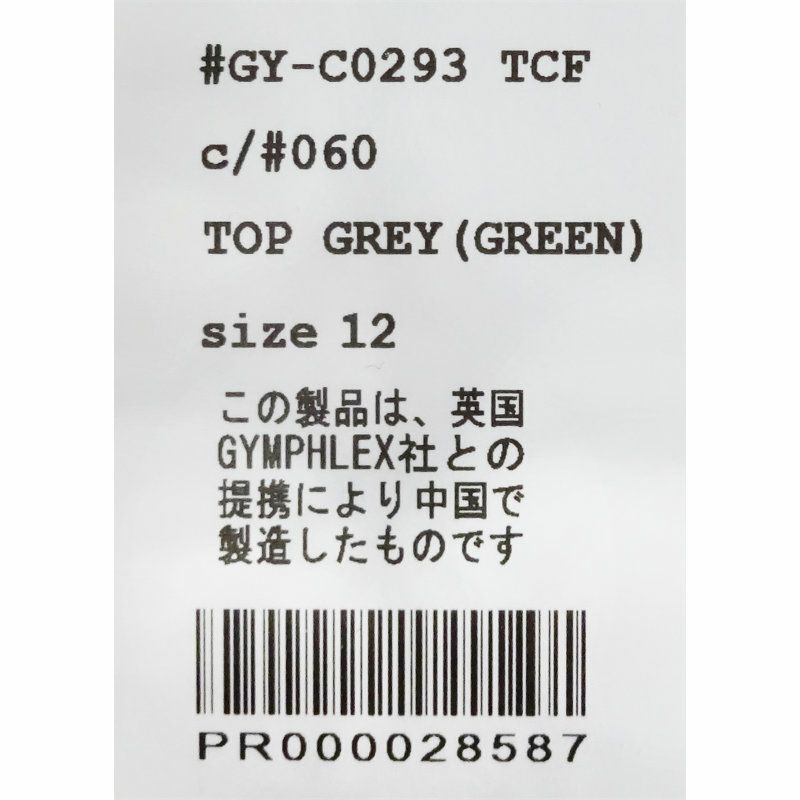 #GY-C0293 TCF
c/#060
TOP GREY(GREEN)
size 12
この製品は、英国
GYMPHLEX社との
提携により中国で
製造したものです
PR000028587